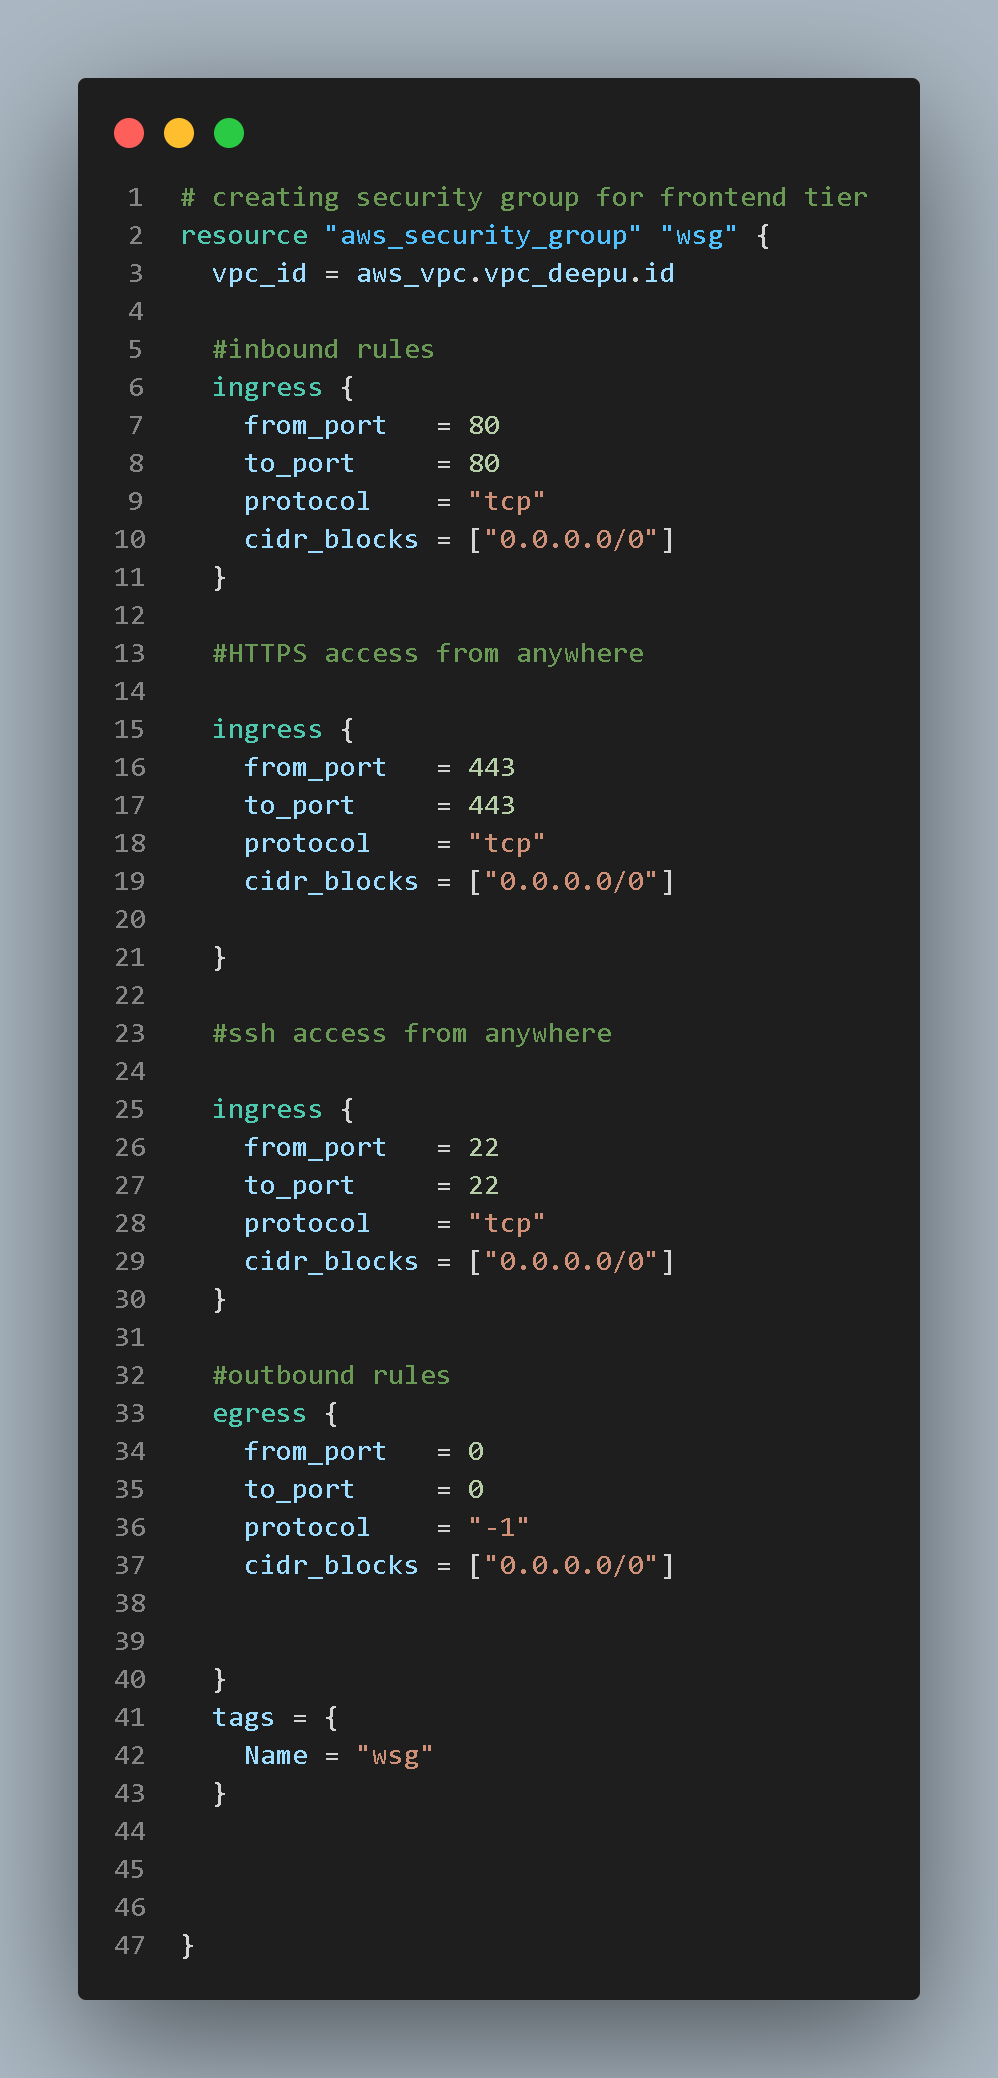 1 # creating security group for frontend tier
2 resource "aws_security_group" "wsg" {
3   vpc_id = aws_vpc.vpc_deepu.id
4
5   #inbound rules
6   ingress {
7     from_port   = 80
8     to_port     = 80
9     protocol    = "tcp"
10     cidr_blocks = ["0.0.0.0/0"]
11   }
12
13   #HTTPS access from anywhere
14
15   ingress {
16     from_port   = 443
17     to_port     = 443
18     protocol    = "tcp"
19     cidr_blocks = ["0.0.0.0/0"]
20
21   }
22
23   #ssh access from anywhere
24
25   ingress {
26     from_port   = 22
27     to_port     = 22
28     protocol    = "tcp"
29     cidr_blocks = ["0.0.0.0/0"]
30   }
31
32   #outbound rules
33   egress {
34     from_port   = 0
35     to_port     = 0
36     protocol    = "-1"
37     cidr_blocks = ["0.0.0.0/0"]
38
39
40   }
41   tags = {
42     Name = "wsg"
43   }
44
45
46
47 }